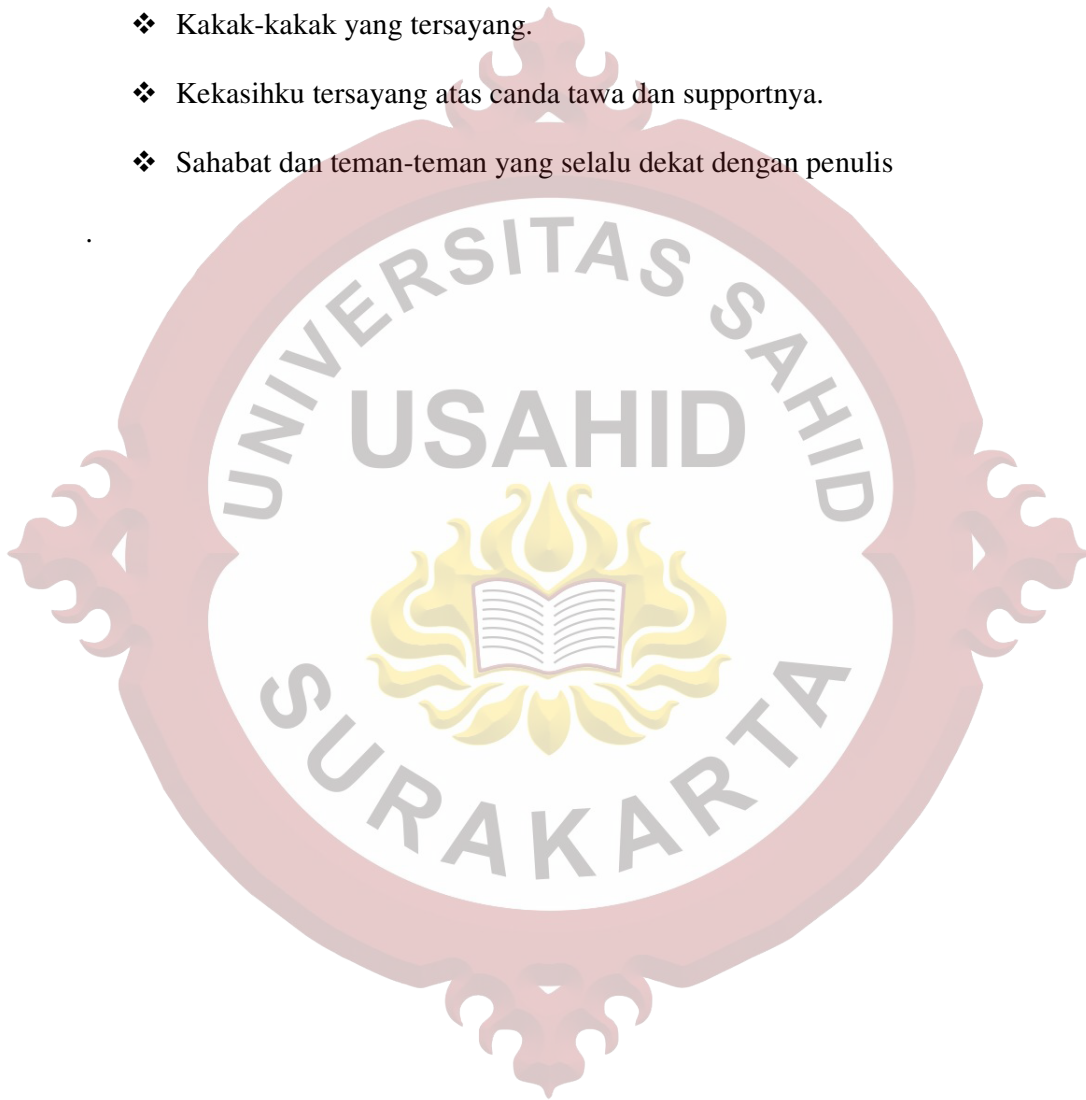 ❖ Kakak-kakak yang tersayang.
❖ Kekasihku tersayang atas canda tawa dan supportnya.
❖ Sahabat dan teman-teman yang selalu dekat dengan penulis
.
UNIVERSITAS SAHID
USAHID
SURAKARTA